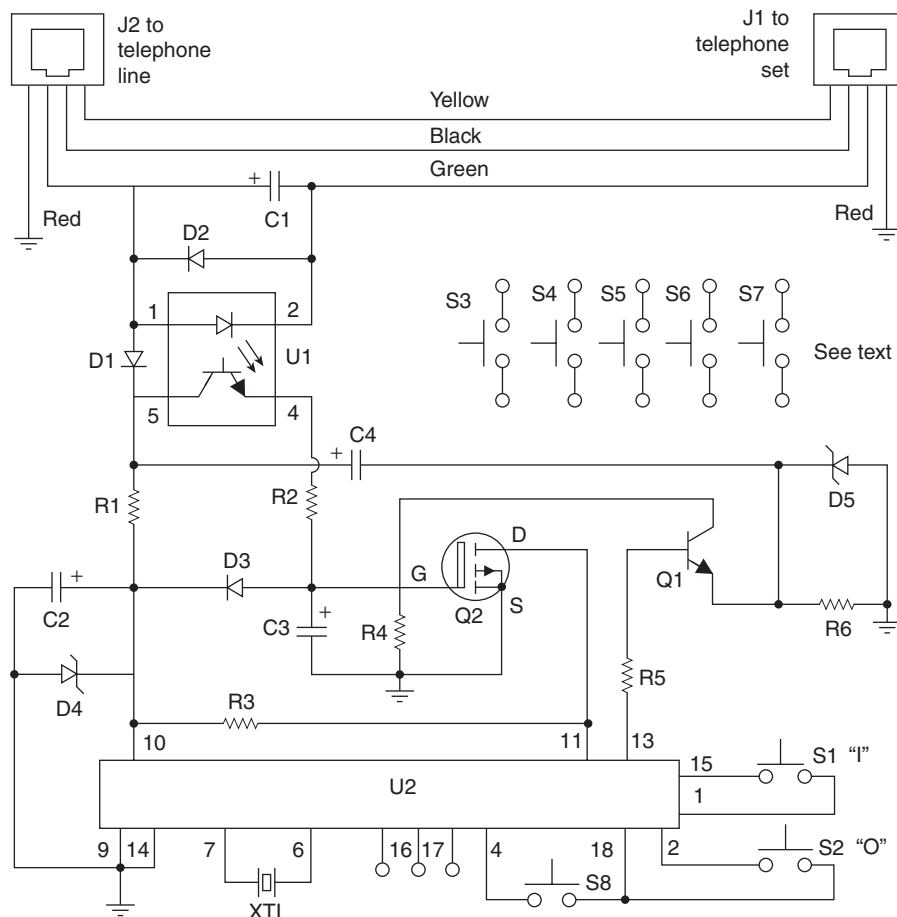 J2 to
telephone
line
J1 to
telephone
set
Yellow
Black
Green
+
C1
Red
Red
D2
1
2
U1
D1
5
4
S3
S4
S5
S6
S7
See text
C4
+
R1
R2
D5
D3
G
D
Q2
S
Q1
C2
+
C3
+
R4
R6
D4
R5
R3
10
11
13
U2
15
1
S1 "I"
9
14
7
6
16
17
4
18
2
S2 "O"
S8
XTL